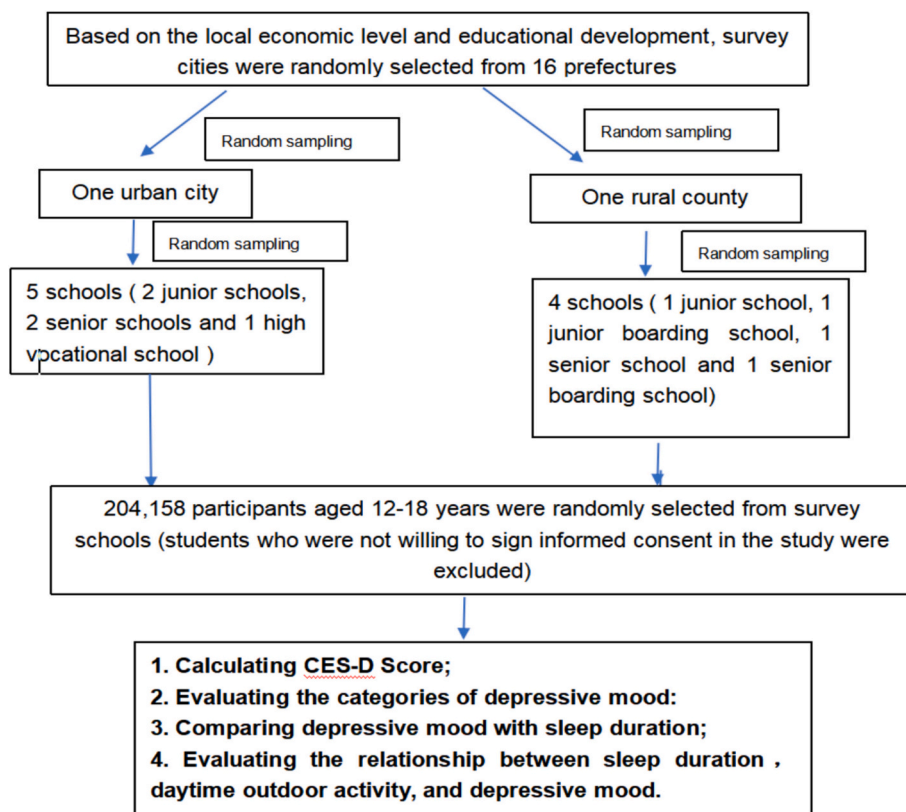 Based on the local economic level and educational development, survey
cities were randomly selected from 16 prefectures
Random sampling
Random sampling
One urban city
One rural county
Random sampling
Random sampling
5 schools ( 2 junior schools,
2 senior schools and 1 high
vocational school )
4 schools ( 1 junior school, 1
junior boarding school, 1
senior school and 1 senior
boarding school)
204,158 participants aged 12-18 years were randomly selected from survey
schools (students who were not willing to sign informed consent in the study were
excluded)
1. Calculating CES-D Score;
2. Evaluating the categories of depressive mood:
3. Comparing depressive mood with sleep duration;
4. Evaluating the relationship between sleep duration，
daytime outdoor activity, and depressive mood.